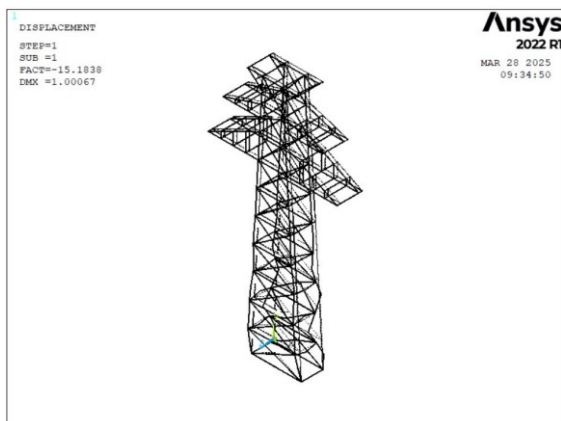 1
DISPLACEMENT
STEP=1
SUB =1
FACT=-15.1838
DMX =1.00067
Ansys
2022 R1
MAR 28 2025
09:34:50